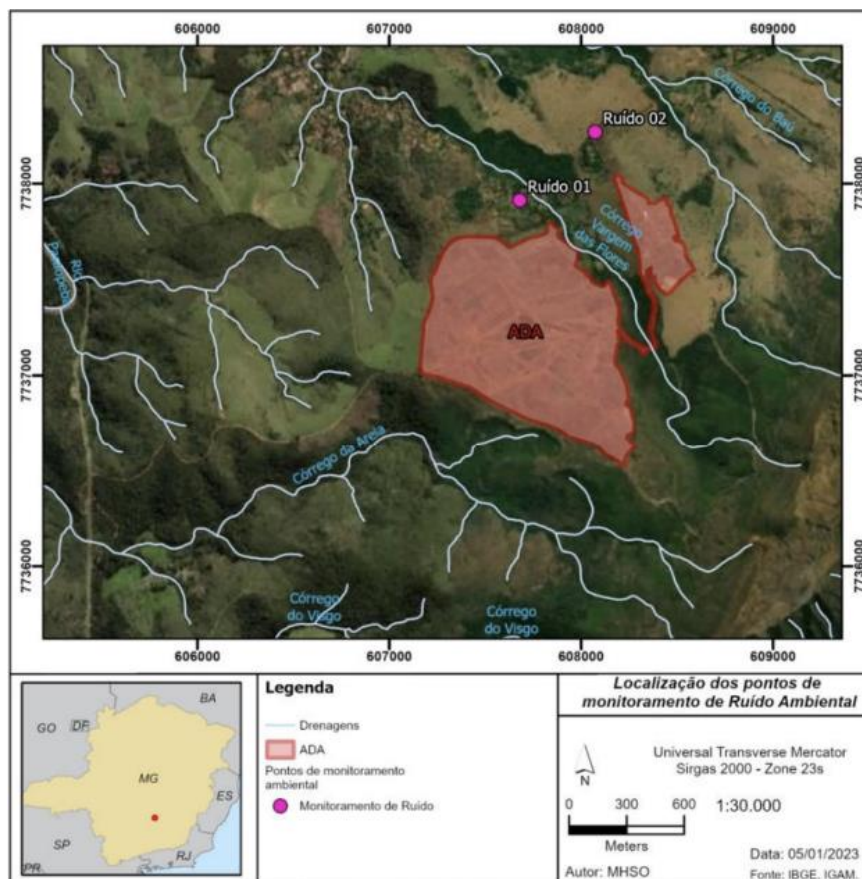 606000
607000
608000
609000
Córrego do Baú
Ruído 02
7738000
Ruído 01
7738000
Córrego
Vargem
das Flores
Rio
Paraopeba
ADA
7737000
7737000
Córrego da Areia
7736000
7736000
Córrego
do Visgo
Córrego
do Visgo
606000
607000
608000
609000
BA
GO
DF
MG
ES
SP
RJ
PR
Legenda
Drenagens
ADA
Pontos de monitoramento
ambiental
Monitoramento de Ruído
Localização dos pontos de
monitoramento de Ruído Ambiental
Universal Transverse Mercator
Sirgas 2000 - Zone 23s
N
0 300 600
1:30.000
Meters
Data: 05/01/2023
Autor: MHSO
Fonte: IBGE, IGAM.